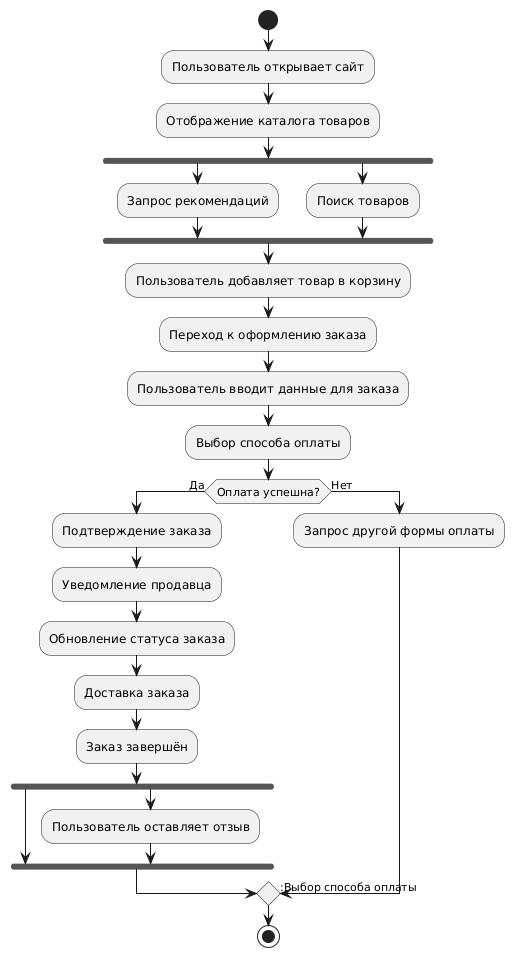 Пользователь открывает сайт
Отображение каталога товаров
Запрос рекомендаций
Поиск товаров
Пользователь добавляет товар в корзину
Переход к оформлению заказа
Пользователь вводит данные для заказа
Выбор способа оплаты
Да
Оплата успешна?
Нет
Подтверждение заказа
Запрос другой формы оплаты
Уведомление продавца
Обновление статуса заказа
Доставка заказа
Заказ завершён
Пользователь оставляет отзыв
:Выбор способа оплаты